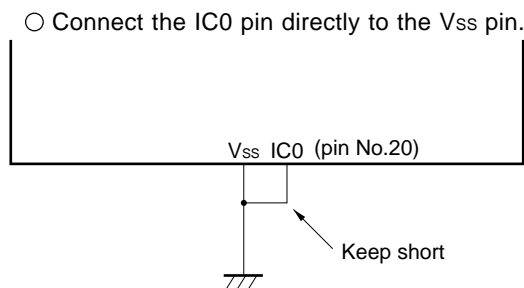 ○ Connect the IC0 pin directly to the VSS pin.
VSS IC0 (pin No.20)
Keep short